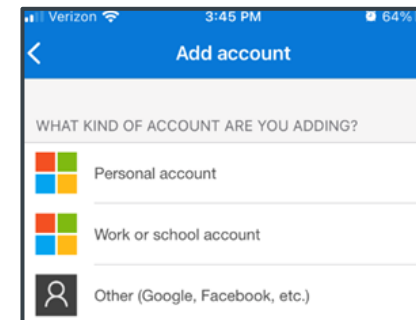 Verizon 3:45 PM 64%
Add account
WHAT KIND OF ACCOUNT ARE YOU ADDING?
Personal account
Work or school account
Other (Google, Facebook, etc.)